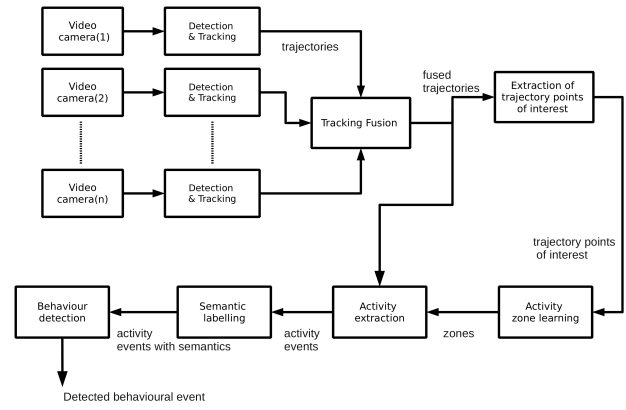 Video
camera(1)
Detection
& Tracking
trajectories
Video
camera(2)
Detection
& Tracking
Tracking Fusion
fused
trajectories
Extraction of
trajectory points
of interest
Video
camera(n)
Detection
& Tracking
trajectory points
of interest
Behaviour
detection
Semantic
labelling
Activity
extraction
Activity
zone learning
activity
events with semantics
activity
events
zones
Detected behavioural event